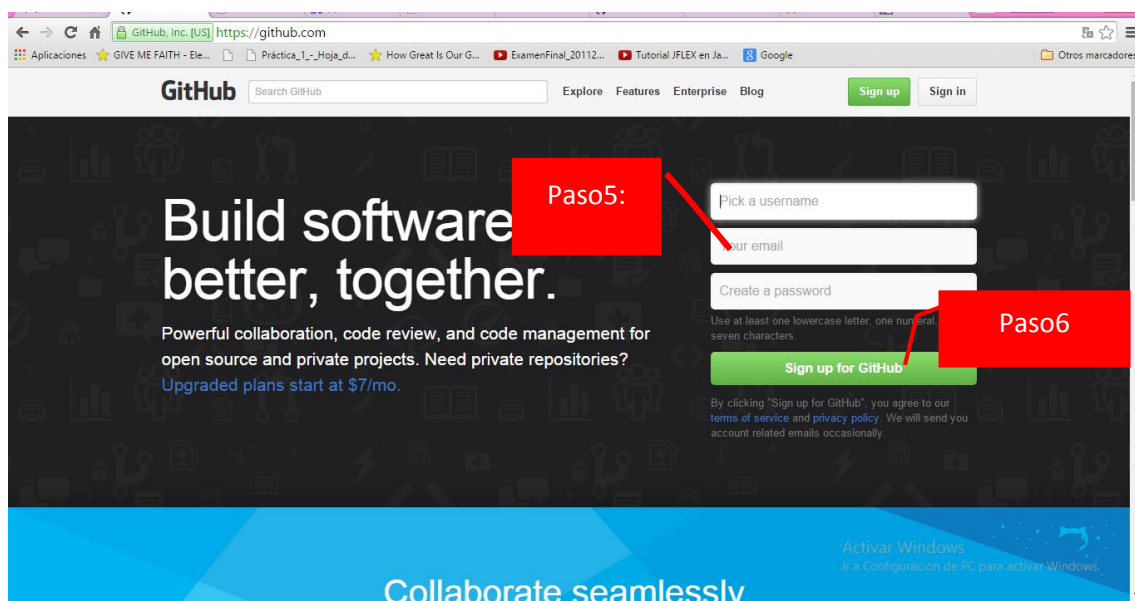 GitHub, Inc. [US] https://github.com
Aplicaciones GIVE ME FAITH - Ele... Práctica_1_-_Hoja_d... How Great Is Our G... ExamenFinal_20112... Tutorial JFLEX en Ja... Google Otros marcadores
GitHub Search GitHub Explore Features Enterprise Blog Sign up Sign in
Build software
better, together.
Powerful collaboration, code review, and code management for
open source and private projects. Need private repositories?
Upgraded plans start at $7/mo.
Paso5:
Pick a username
Your email
Create a password
Use at least one lowercase letter, one numeral,
seven characters.
Paso6
Sign up for GitHub
By clicking "Sign up for GitHub", you agree to our
terms of service and privacy policy. We will send you
account related emails occasionally.
Activar Windows
Ir a Configuración de PC para activar Windows.
Collaborate seamlessly